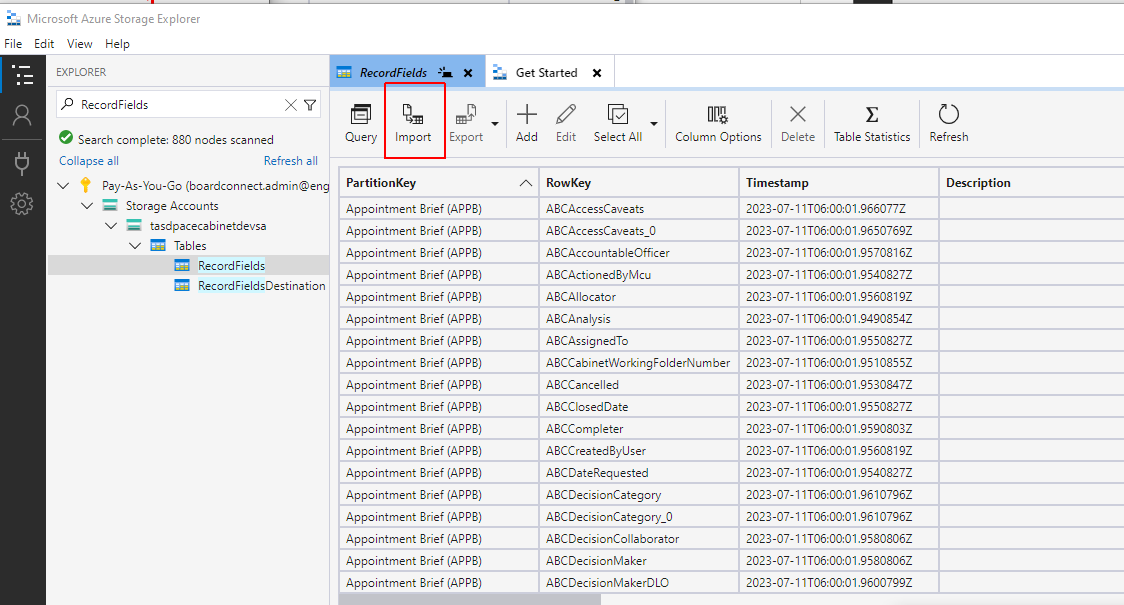 Microsoft Azure Storage Explorer
File Edit View Help
EXPLORER
RecordFields
Search complete: 880 nodes scanned
Collapse all Refresh all
Pay-As-You-Go (boardconnect.admin@eng
Storage Accounts
tasdpacecabinetdevsa
Tables
RecordFields
RecordFieldsDestination
RecordFields Get Started
Query Import Export Add Edit Select All Column Options Delete Table Statistics Refresh
PartitionKey RowKey Timestamp Description
Appointment Brief (APPB) ABCAccessCaveats 2023-07-11T06:00:01.966077Z
Appointment Brief (APPB) ABCAccessCaveats_0 2023-07-11T06:00:01.9650769Z
Appointment Brief (APPB) ABCAccountableOfficer 2023-07-11T06:00:01.9570816Z
Appointment Brief (APPB) ABCActionedByMcu 2023-07-11T06:00:01.9540827Z
Appointment Brief (APPB) ABCAllocator 2023-07-11T06:00:01.9560819Z
Appointment Brief (APPB) ABCAnalysis 2023-07-11T06:00:01.9490854Z
Appointment Brief (APPB) ABCAssignedTo 2023-07-11T06:00:01.9550827Z
Appointment Brief (APPB) ABCCabinetWorkingFolderNumber 2023-07-11T06:00:01.9510855Z
Appointment Brief (APPB) ABCCancelled 2023-07-11T06:00:01.9530847Z
Appointment Brief (APPB) ABCClosedDate 2023-07-11T06:00:01.9550827Z
Appointment Brief (APPB) ABCCompleter 2023-07-11T06:00:01.9590803Z
Appointment Brief (APPB) ABCCreatedByUser 2023-07-11T06:00:01.9560819Z
Appointment Brief (APPB) ABCDateRequested 2023-07-11T06:00:01.9540827Z
Appointment Brief (APPB) ABCDecisionCategory 2023-07-11T06:00:01.9610796Z
Appointment Brief (APPB) ABCDecisionCategory_0 2023-07-11T06:00:01.9610796Z
Appointment Brief (APPB) ABCDecisionCollaborator 2023-07-11T06:00:01.9580806Z
Appointment Brief (APPB) ABCDecisionMaker 2023-07-11T06:00:01.9580806Z
Appointment Brief (APPB) ABCDecisionMakerDLO 2023-07-11T06:00:01.9600799Z